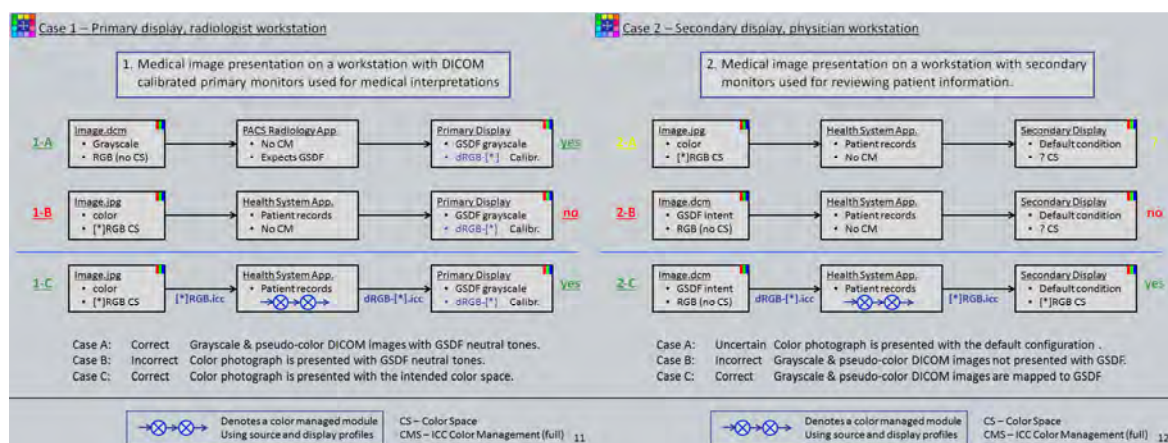 Case 1 – Primary display, radiologist workstation
1. Medical image presentation on a workstation with DICOM
calibrated primary monitors used for medical interpretations
1-A
Image.dcm
• Grayscale
• RGB (no CS)
PACS Radiology App.
• No CM
• Expects GSDF
Primary Display
• GSDF grayscale
• dRGB-[*] Calibr.
yes
1-B
Image.jpg
• color
• [*]RGB CS
Health System App.
• Patient records
• No CM
Primary Display
• GSDF grayscale
• dRGB-[*] Calibr.
no
1-C
Image.jpg
• color
• [*]RGB CS
[*]RGB.icc
Health System App.
• Patient records
dRGB-[*].icc
Primary Display
• GSDF grayscale
• dRGB-[*] Calibr.
yes
Case A: Correct Grayscale & pseudo-color DICOM images with GSDF neutral tones.
Case B: Incorrect Color photograph is presented with GSDF neutral tones.
Case C: Correct Color photograph is presented with the intended color space.
Denotes a color managed module
Using source and display profiles
CS – Color Space
CMS – ICC Color Management (full) 11
Case 2 – Secondary display, physician workstation
2. Medical image presentation on a workstation with secondary
monitors used for reviewing patient information.
2-A
Image.jpg
• color
• [*]RGB CS
Health System App.
• Patient records
• No CM
Secondary Display
• Default condition
• ? CS
?
2-B
Image.dcm
• GSDF intent
• RGB (no CS)
Health System App.
• Patient records
• No CM
Secondary Display
• Default condition
• ? CS
no
2-C
Image.dcm
• GSDF intent
• RGB (no CS)
dRGB-[*].icc
Health System App.
• Patient records
[*]RGB.icc
Secondary Display
• Default condition
• [*]RGB CS
yes
Case A: Uncertain Color photograph is presented with the default configuration .
Case B: Incorrect Grayscale & pseudo-color DICOM images not presented with GSDF.
Case C: Correct Grayscale & pseudo-color DICOM images are mapped to GSDF
Denotes a color managed module
Using source and display profiles
CS – Color Space
CMS – ICC Color Management (full)